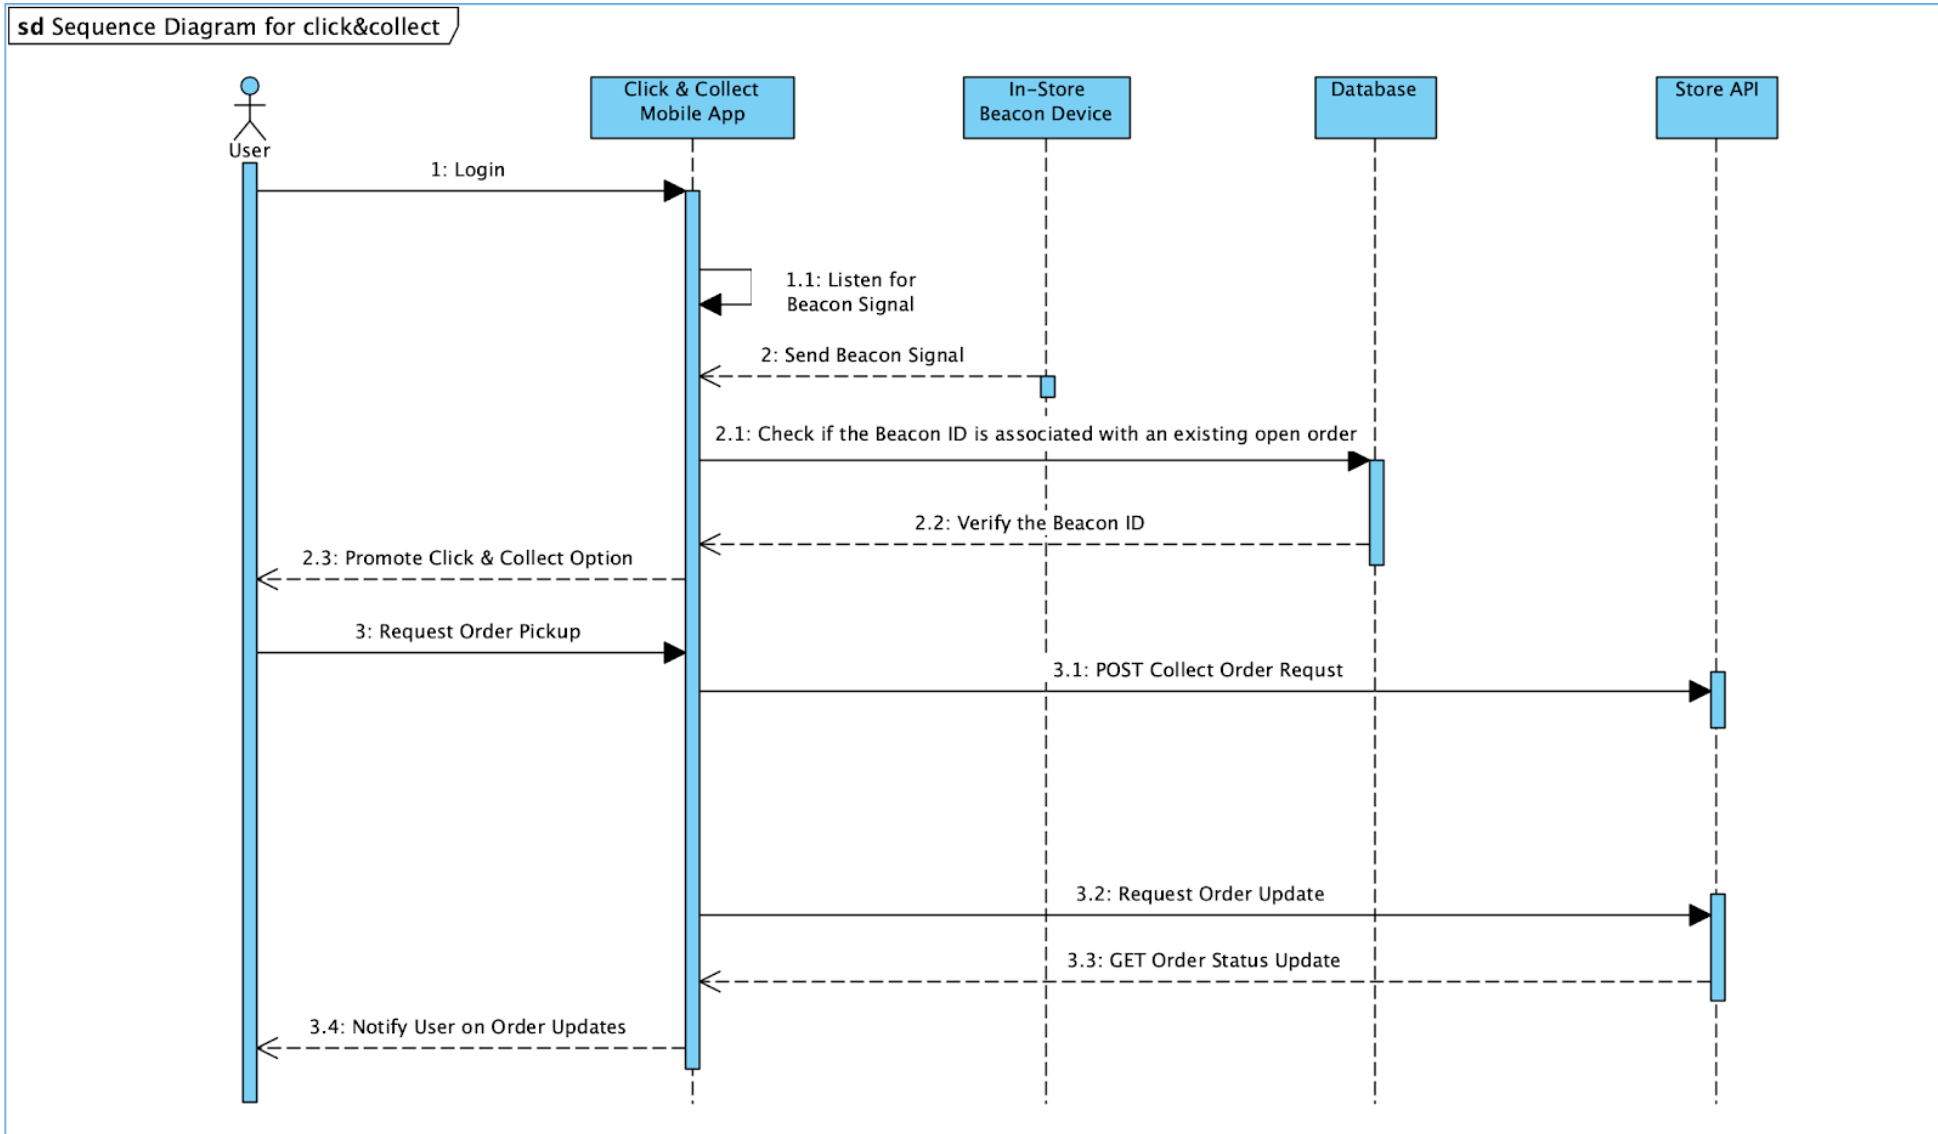 sd Sequence Diagram for click&collect
User
Click & Collect
Mobile App
In-Store
Beacon Device
Database
Store API
1: Login
1.1: Listen for
Beacon Signal
2: Send Beacon Signal
2.1: Check if the Beacon ID is associated with an existing open order
2.2: Verify the Beacon ID
2.3: Promote Click & Collect Option
3: Request Order Pickup
3.1: POST Collect Order Requst
3.2: Request Order Update
3.3: GET Order Status Update
3.4: Notify User on Order Updates